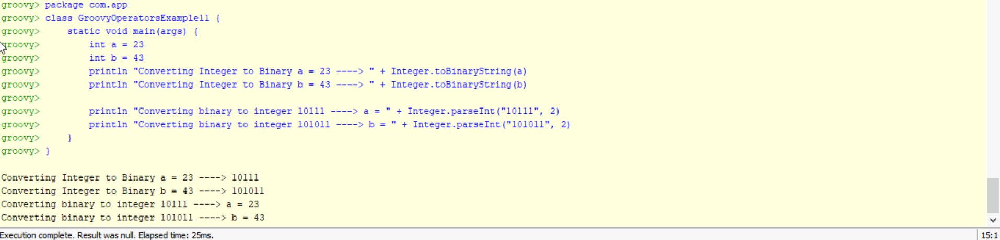 groovy> package com.app
groovy> class GroovyOperatorsExample11 {
groovy>     static void main(args) {
groovy>         int a = 23
groovy>         int b = 43
groovy>         println "Converting Integer to Binary a = 23 ----> " + Integer.toBinaryString(a)
groovy>         println "Converting Integer to Binary b = 43 ----> " + Integer.toBinaryString(b)
groovy>
groovy>         println "Converting binary to integer 10111 ----> a = " + Integer.parseInt("10111", 2)
groovy>         println "Converting binary to integer 101011 ----> b = " + Integer.parseInt("101011", 2)
groovy>     }
groovy> }
Converting Integer to Binary a = 23 ----> 10111
Converting Integer to Binary b = 43 ----> 101011
Converting binary to integer 10111 ----> a = 23
Converting binary to integer 101011 ----> b = 43
Execution complete. Result was null. Elapsed time: 25ms. 15:1